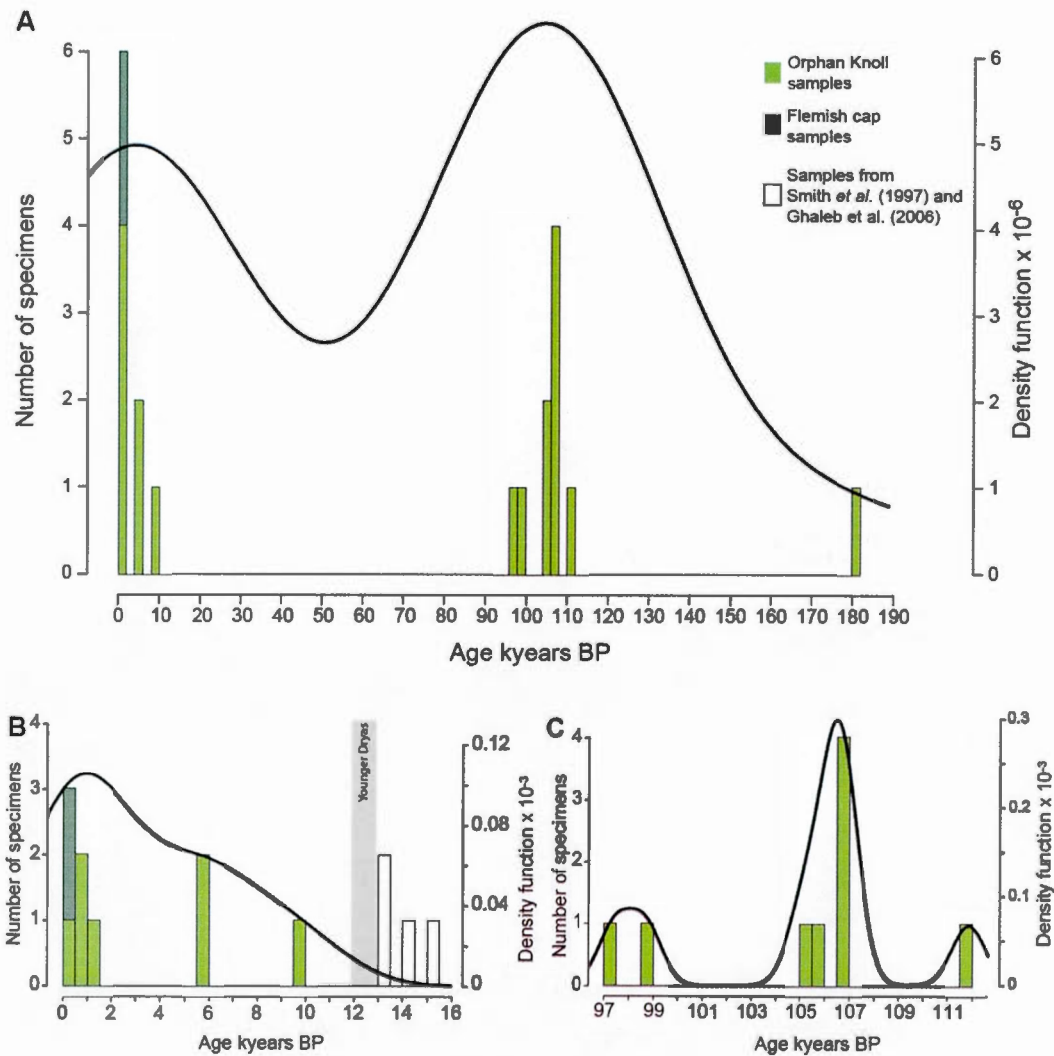 A
6
5
4
3
2
1
0
Number of specimens
6
5
4
3
2
1
0
Density function x 10-6
Orphan Knoll
samples
Flemish cap
samples
Samples from
Smith et al. (1997) and
Ghaleb et al. (2006)
0 10 20 30 40 50 60 70 80 90 100 110 120 130 140 150 160 170 180 190
Age kyears BP
B
4
3
2
1
0
Number of specimens
Younger Dryas
0.12
0.08
0.04
0
Density function x 10-3
0 2 4 6 8 10 12 14 16
Age kyears BP
C
4
3
2
1
0
Number of specimens
0.3
0.2
0.1
0
Density function x 10-3
97 99 101 103 105 107 109 111
Age kyears BP